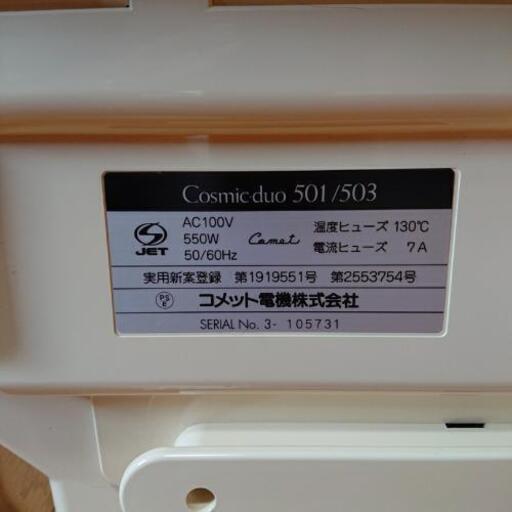 Cosmic·duo 501/503
JET
AC100V
550W
50/60Hz
Comet
温度ヒューズ 130℃
電流ヒューズ 7A
実用新案登録 第1919551号 第2553754号
PSE コメット電機株式会社
SERIAL No. 3- 105731